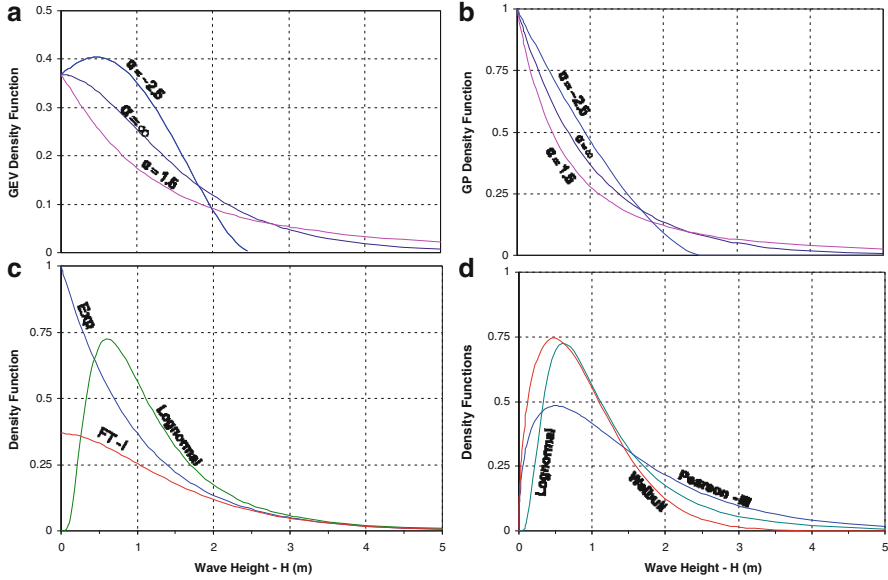 a
0.5
0.4
0.3
0.2
0.1
0
GEV Density Function
α = -2.5
α = ∞
α = 1.5
b
1
0.75
0.5
0.25
0
GP Density Function
α = -2.5
α = ∞
α = 1.5
c
1
0.75
0.5
0.25
0
Density Function
Exp
FT - I
Lognormal
0 1 2 3 4 5
Wave Height - H (m)
d
1
0.75
0.5
0.25
0
Density Functions
Lognormal
Weibull
Pearson -
0 1 2 3 4 5
Wave Height - H (m)